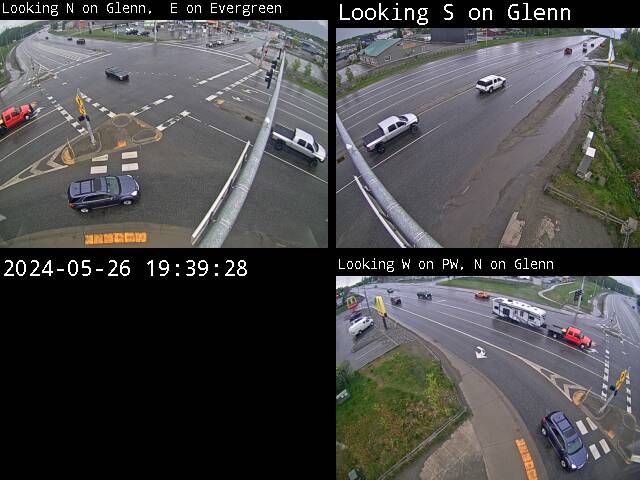 Looking N on Glenn, E on Evergreen
Looking S on Glenn
2024-05-26 19:39:28
Looking W on PW, N on Glenn